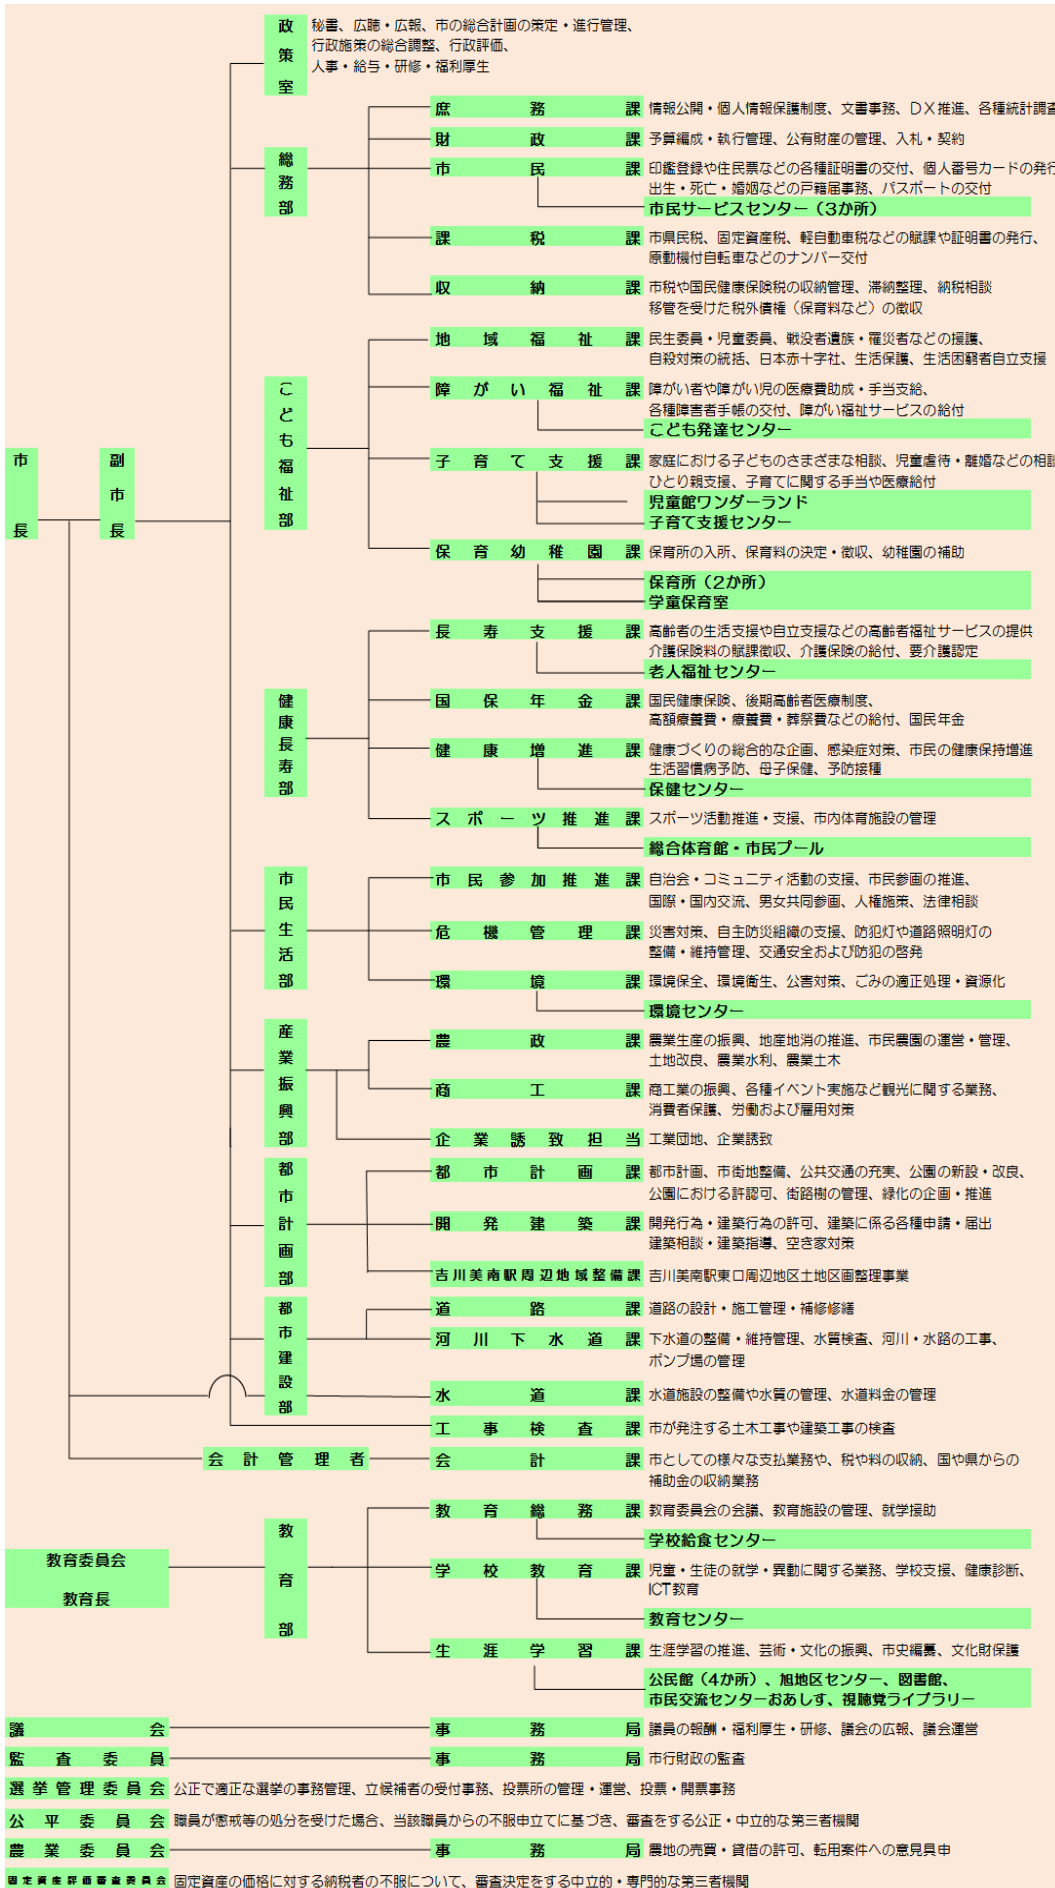 市長
副市長
政策室
秘書、広聴・広報、市の総合計画の策定・進行管理、
行政施策の総合調整、行政評価、
人事・給与・研修・福利厚生
総務部
庶務課 情報公開・個人情報保護制度、文書事務、DX推進、各種統計調査
財政課 予算編成・執行管理、公有財産の管理、入札・契約
市民課 印鑑登録や住民票などの各種証明書の交付、個人番号カードの発行
出生・死亡・婚姻などの戸籍届事務、パスポートの交付
市民サービスセンター（3か所）
課税課 市県民税、固定資産税、軽自動車税などの賦課や証明書の発行、
原動機付自転車などのナンバー交付
収納課 市税や国民健康保険税の収納管理、滞納整理、納税相談
移管を受けた税外債権（保育料など）の徴収
こども福祉部
地域福祉課 民生委員・児童委員、戦没者遺族・罹災者などの援護、
自殺対策の統括、日本赤十字社、生活保護、生活困窮者自立支援
障がい福祉課 障がい者や障がい児の医療費助成・手当支給、
各種障害者手帳の交付、障がい福祉サービスの給付
こども発達センター
子育て支援課 家庭における子どものさまざまな相談、児童虐待・離婚などの相談
ひとり親支援、子育てに関する手当や医療給付
児童館ワンダーランド
子育て支援センター
保育幼稚園課 保育所の入所、保育料の決定・徴収、幼稚園の補助
保育所（2か所）
学童保育室
健康長寿部
長寿支援課 高齢者の生活支援や自立支援などの高齢者福祉サービスの提供
介護保険料の賦課徴収、介護保険の給付、要介護認定
老人福祉センター
国保年金課 国民健康保険、後期高齢者医療制度、
高額療養費・療養費・葬祭費などの給付、国民年金
健康増進課 健康づくりの総合的な企画、感染症対策、市民の健康保持増進
生活習慣病予防、母子保健、予防接種
保健センター
スポーツ推進課 スポーツ活動推進・支援、市内体育施設の管理
総合体育館・市民プール
市民生活部
市民参加推進課 自治会・コミュニティ活動の支援、市民参画の推進、
国際・国内交流、男女共同参画、人権施策、法律相談
危機管理課 災害対策、自主防災組織の支援、防犯灯や道路照明灯の
整備・維持管理、交通安全および防犯の啓発
環境課 環境保全、環境衛生、公害対策、ごみの適正処理・資源化
環境センター
産業振興部
農政課 農業生産の振興、地産地消の推進、市民農園の運営・管理、
土地改良、農業水利、農業土木
商工課 商工業の振興、各種イベント実施など観光に関する業務、
消費者保護、労働および雇用対策
企業誘致担当 工業団地、企業誘致
都市計画部
都市計画課 都市計画、市街地整備、公共交通の充実、公園の新設・改良、
公園における許認可、街路樹の管理、緑化の企画・推進
開発建築課 開発行為・建築行為の許可、建築に係る各種申請・届出
建築相談・建築指導、空き家対策
吉川美南駅周辺地域整備課 吉川美南駅東口周辺地区土地区画整理事業
都市建設部
道路課 道路の設計・施工管理・補修修繕
河川下水道課 下水道の整備・維持管理、水質検査、河川・水路の工事、
ポンプ場の管理
水道課 水道施設の整備や水質の管理、水道料金の管理
工事検査課 市が発注する土木工事や建築工事の検査
会計管理者 会計課 市としての様々な支払業務や、税や料の収納、国や県からの
補助金の収納業務
教育委員会
教育長
教育部
教育総務課 教育委員会の会議、教育施設の管理、就学援助
学校給食センター
学校教育課 児童・生徒の就学・異動に関する業務、学校支援、健康診断、
ICT教育
教育センター
生涯学習課 生涯学習の推進、芸術・文化の振興、市史編纂、文化財保護
公民館（4か所）、旭地区センター、図書館、
市民交流センターおあしす、視聴覚ライブラリー
議会 事務局 議員の報酬・福利厚生・研修、議会の広報、議会運営
監査委員 事務局 市行財政の監査
選挙管理委員会 公正で適正な選挙の事務管理、立候補者の受付事務、投票所の管理・運営、投票・開票事務
公平委員会 職員が懲戒等の処分を受けた場合、当該職員からの不服申立てに基づき、審査をする公正・中立的な第三者機関
農業委員会 事務局 農地の売買・貸借の許可、転用案件への意見具申
固定資産評価審査委員会 固定資産の価格に対する納税者の不服について、審査決定をする中立的・専門的な第三者機関